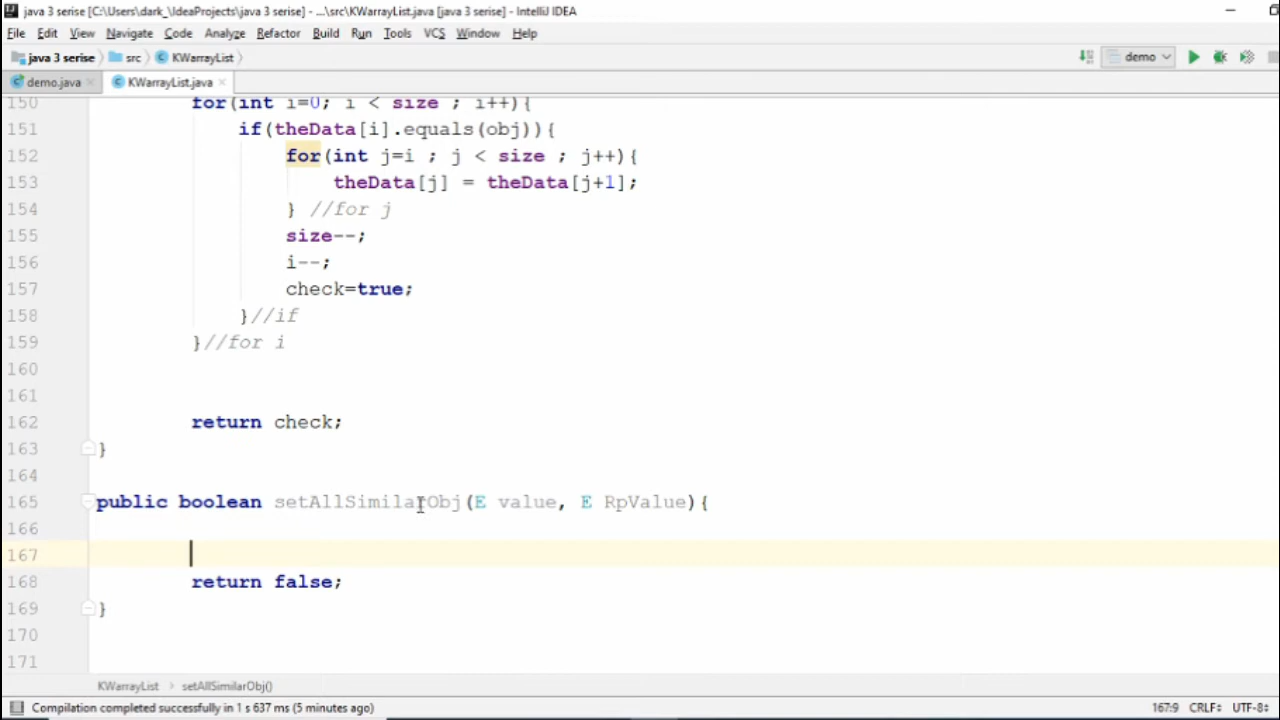 java 3 serise [C:\Users\dark_\IdeaProjects\java 3 serise] - ...\src\KWarrayList.java [java 3 serise] - IntelliJ IDEA
File Edit View Navigate Code Analyze Refactor Build Run Tools VCS Window Help
java 3 serise src KWarrayList demo
demo.java KWarrayList.java
150 for(int i=0; i < size ; i++){
151 if(theData[i].equals(obj)){
152 for(int j=i ; j < size ; j++){
153 theData[j] = theData[j+1];
154 } //for j
155 size--;
156 i--;
157 check=true;
158 }//if
159 }//for i
160
161
162 return check;
163 }
164
165 public boolean setAllSimilarObj(E value, E RpValue){
166
167
168 return false;
169 }
170
171
KWarrayList setAllSimilarObj()
Compilation completed successfully in 1 s 637 ms (5 minutes ago) 167:9 CRLF÷ UTF-8÷